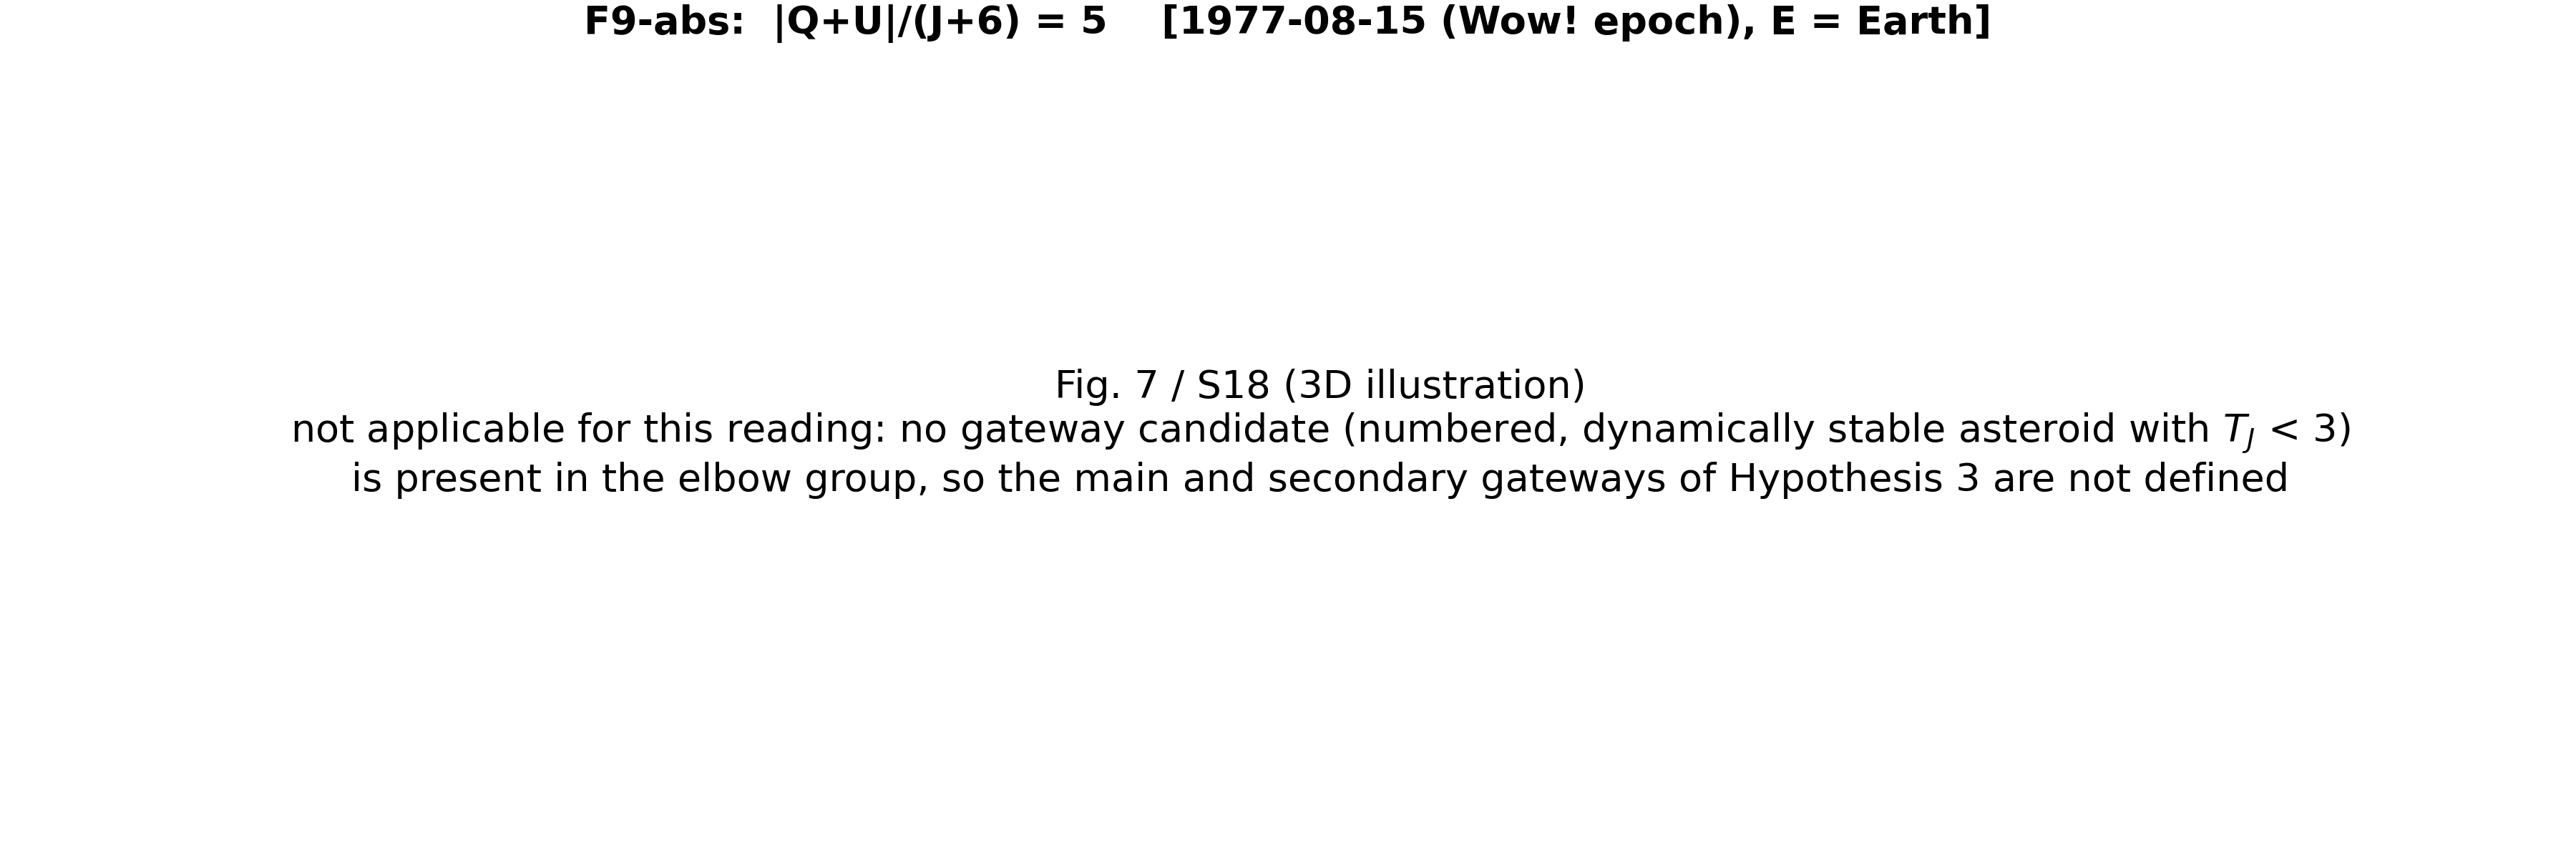 F9-abs:  |Q+U|/(J+6) = 5    [1977-08-15 (Wow! epoch), E = Earth]
Fig. 7 / S18 (3D illustration)
not applicable for this reading: no gateway candidate (numbered, dynamically stable asteroid with T_J < 3)
is present in the elbow group, so the main and secondary gateways of Hypothesis 3 are not defined